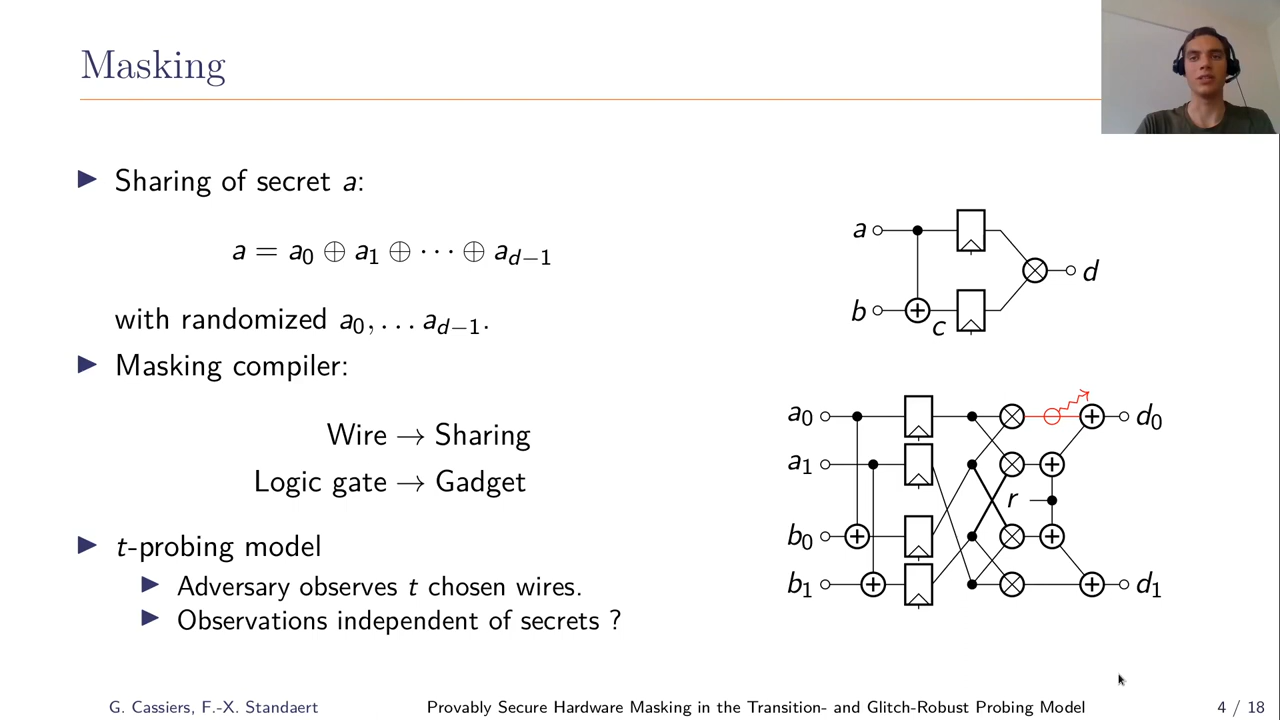 Masking
▶ Sharing of secret a:
a = a₀ ⊕ a₁ ⊕ ⋯ ⊕ a_{d−1}
with randomized a₀, … a_{d−1}.
▶ Masking compiler:
Wire → Sharing
Logic gate → Gadget
▶ t-probing model
▶ Adversary observes t chosen wires.
▶ Observations independent of secrets ?
a
d
b
c
a₀
d₀
a₁
r
b₀
b₁
d₁
G. Cassiers, F.-X. Standaert
Provably Secure Hardware Masking in the Transition- and Glitch-Robust Probing Model
4 / 18